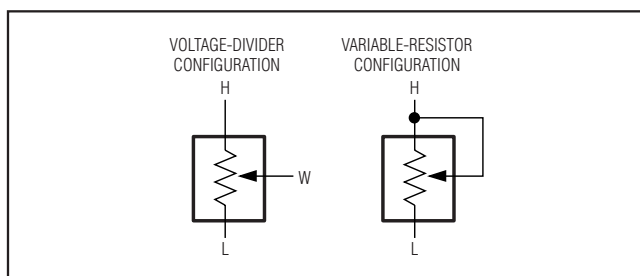 VOLTAGE-DIVIDER
CONFIGURATION
H
W
L
VARIABLE-RESISTOR
CONFIGURATION
H
L